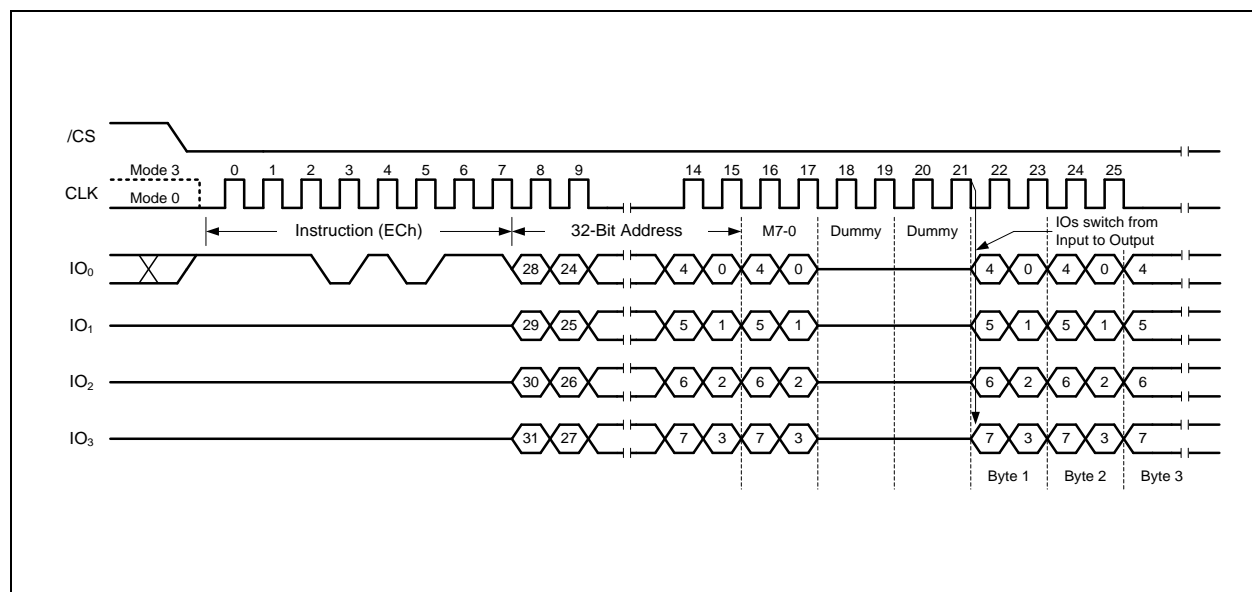 /CS
Mode 3 0 1 2 3 4 5 6 7 8 9 14 15 16 17 18 19 20 21 22 23 24 25
CLK Mode 0
Instruction (ECh) 32-Bit Address M7-0 Dummy Dummy IOs switch from
Input to Output
IO₀ 28 24 4 0 4 0 4 0 4 0 4
IO₁ 29 25 5 1 5 1 5 1 5 1 5
IO₂ 30 26 6 2 6 2 6 2 6 2 6
IO₃ 31 27 7 3 7 3 7 3 7 3 7
Byte 1 Byte 2 Byte 3